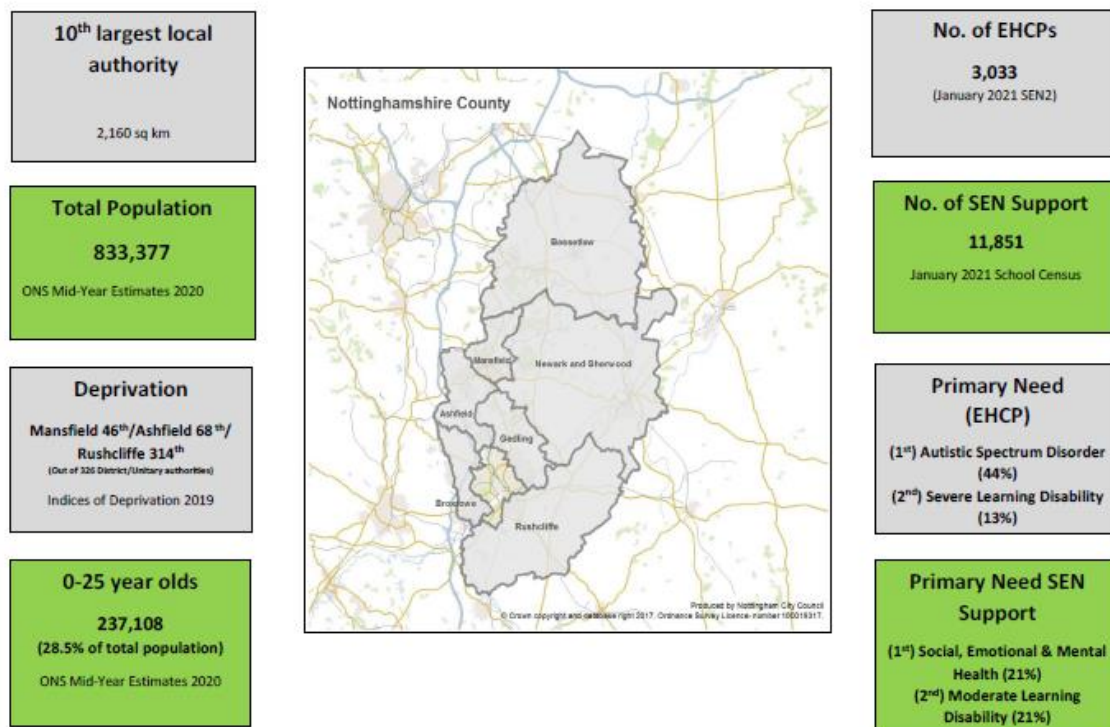 10th largest local
authority
2,160 sq km
Total Population
833,377
ONS Mid-Year Estimates 2020
Deprivation
Mansfield 46th/Ashfield 68th/
Rushcliffe 314th
(Out of 326 District/Unitary authorities)
Indices of Deprivation 2019
0-25 year olds
237,108
(28.5% of total population)
ONS Mid-Year Estimates 2020
Nottinghamshire County
Bassetlaw
Mansfield
Newark and Sherwood
Ashfield
Gedling
Broxtowe
Rushcliffe
Produced by Nottingham City Council
© Crown copyright and database right 2017. Ordnance Survey Licence number 100019317.
No. of EHCPs
3,033
(January 2021 SEN2)
No. of SEN Support
11,851
January 2021 School Census
Primary Need
(EHCP)
(1st) Autistic Spectrum Disorder
(44%)
(2nd) Severe Learning Disability
(13%)
Primary Need SEN
Support
(1st) Social, Emotional & Mental
Health (21%)
(2nd) Moderate Learning
Disability (21%)